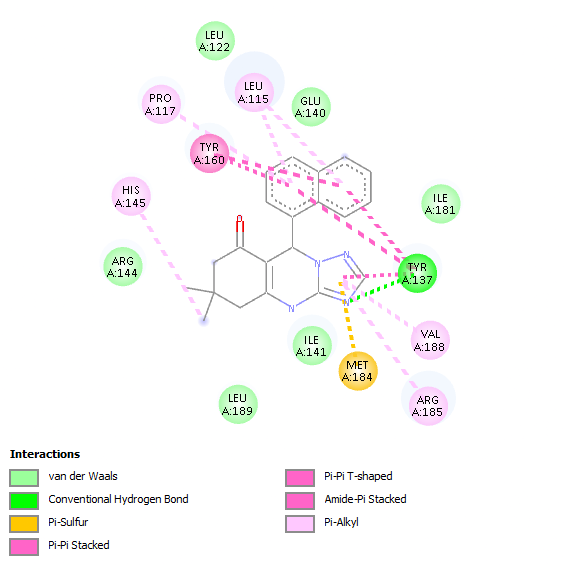 LEU
A:122
LEU
A:115
PRO
A:117
GLU
A:140
TYR
A:160
HIS
A:145
ILE
A:181
O
ARG
A:144
N
N
TYR
A:137
N
N
ILE
A:141
VAL
A:188
MET
A:184
LEU
A:189
ARG
A:185
Interactions
van der Waals
Conventional Hydrogen Bond
Pi-Sulfur
Pi-Pi Stacked
Pi-Pi T-shaped
Amide-Pi Stacked
Pi-Alkyl